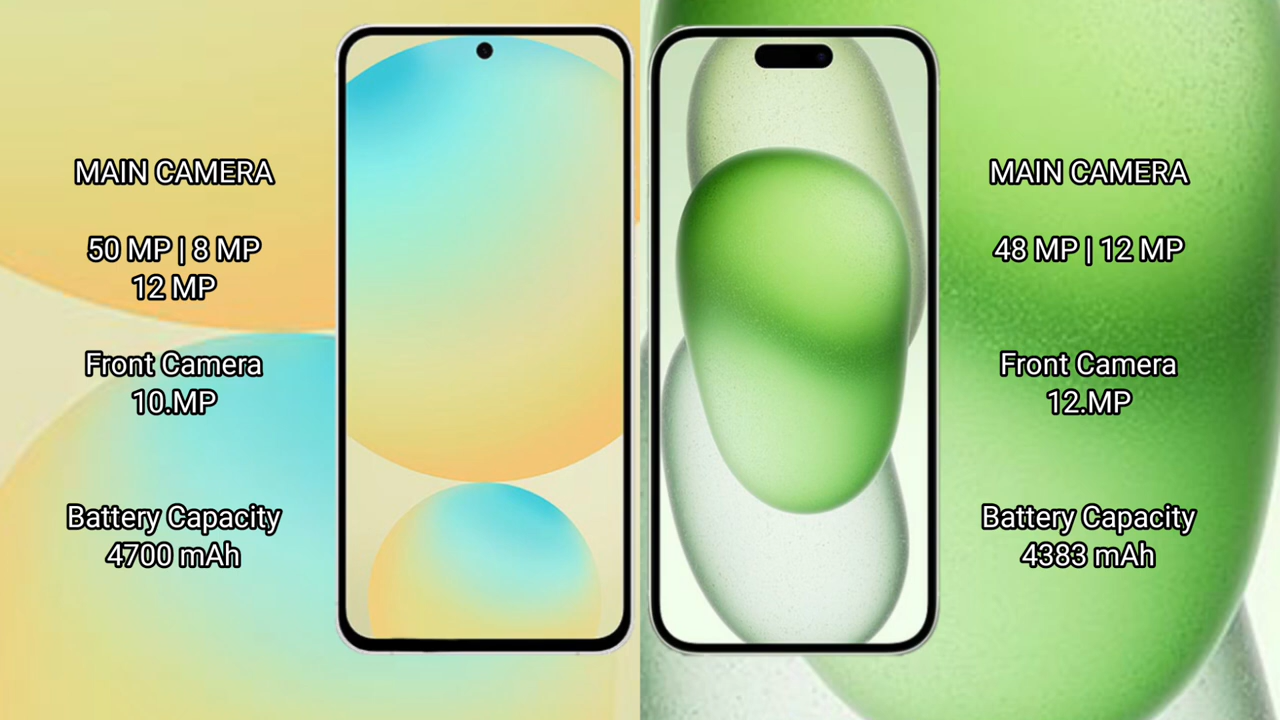 MAIN CAMERA
50 MP | 8 MP
12 MP
Front Camera
10.MP
Battery Capacity
4700 mAh
MAIN CAMERA
48 MP | 12 MP
Front Camera
12.MP
Battery Capacity
4383 mAh